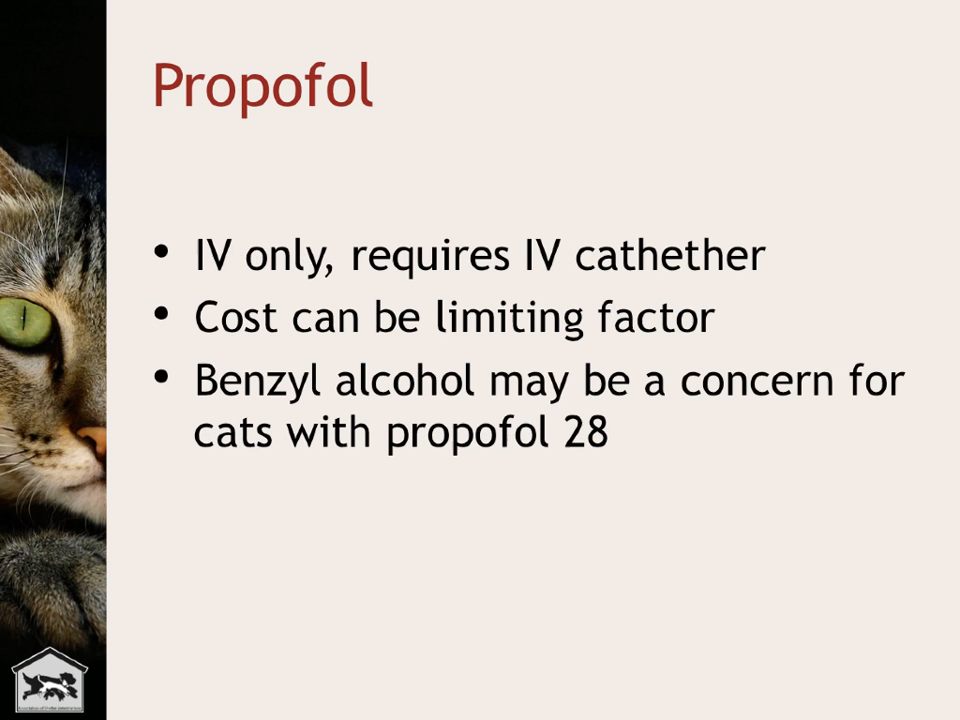 Propofol
• IV only, requires IV cathether
• Cost can be limiting factor
• Benzyl alcohol may be a concern for
cats with propofol 28